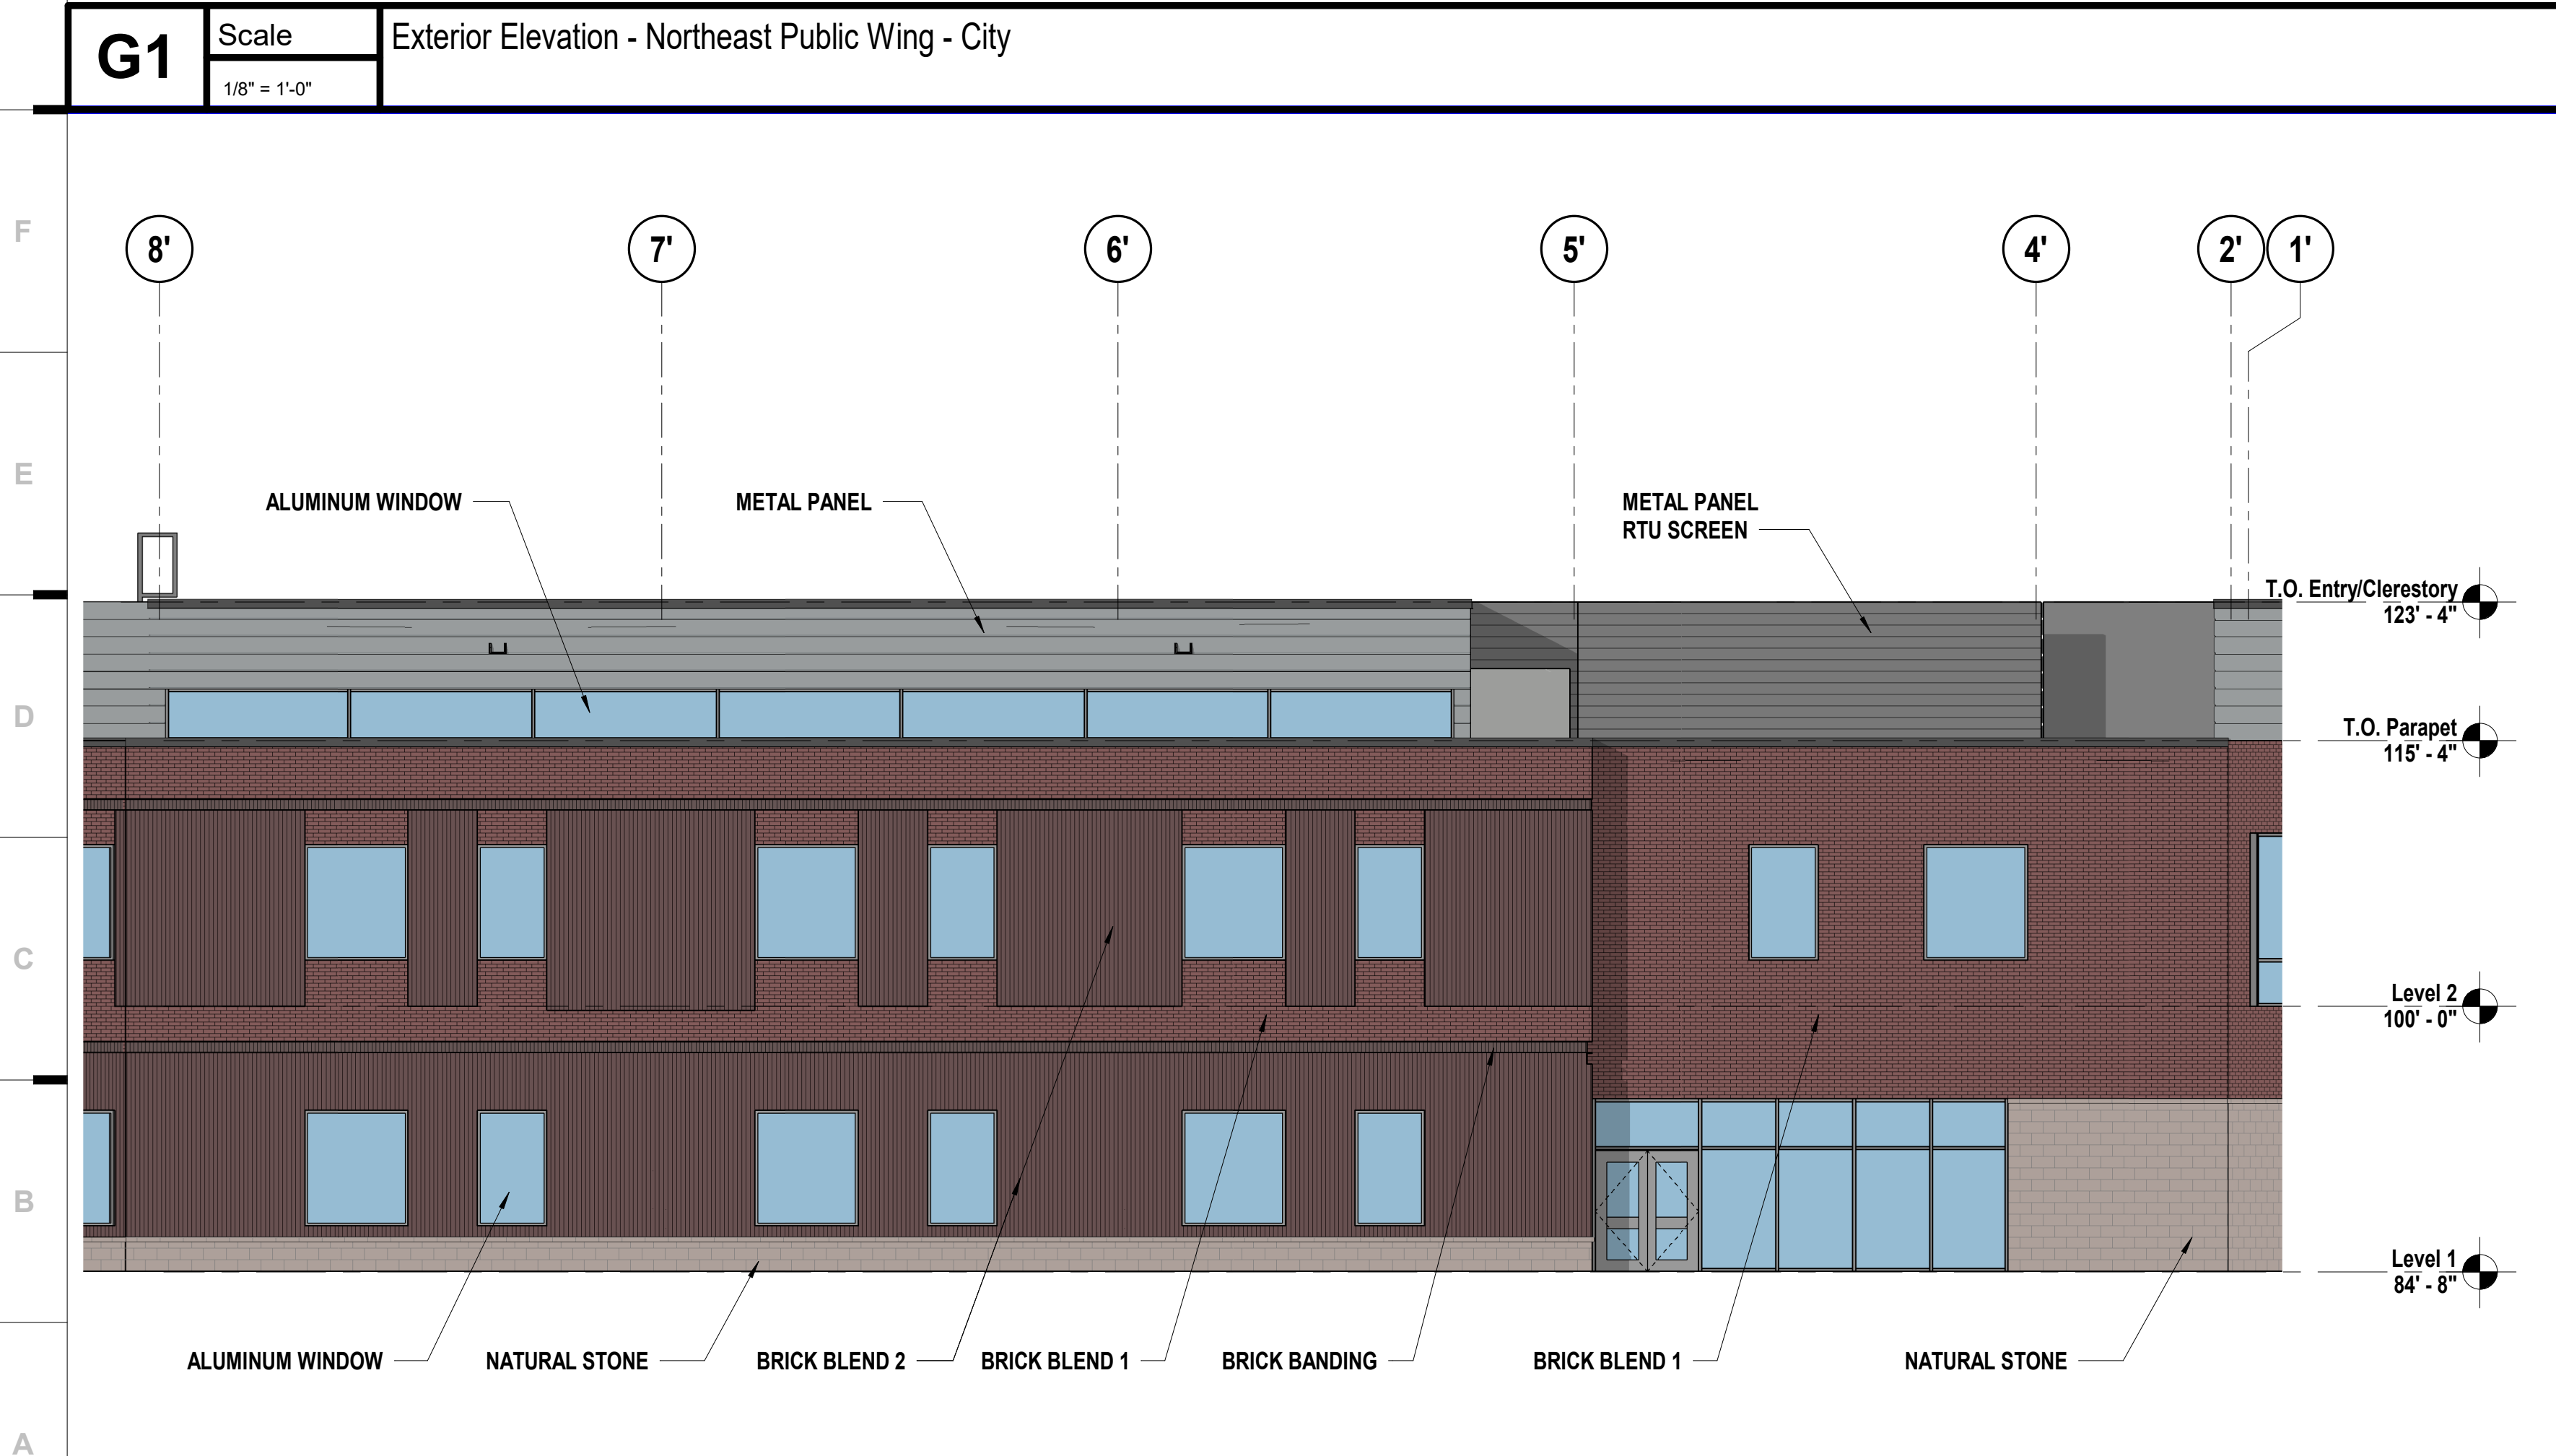 G1
Scale
1/8" = 1'-0"
Exterior Elevation - Northeast Public Wing - City
F
8'
7'
6'
5'
4'
2'
1'
E
ALUMINUM WINDOW
METAL PANEL
METAL PANEL
RTU SCREEN
T.O. Entry/Clerestory
123' - 4"
D
T.O. Parapet
115' - 4"
C
Level 2
100' - 0"
B
Level 1
84' - 8"
ALUMINUM WINDOW
NATURAL STONE
BRICK BLEND 2
BRICK BLEND 1
BRICK BANDING
BRICK BLEND 1
NATURAL STONE
A